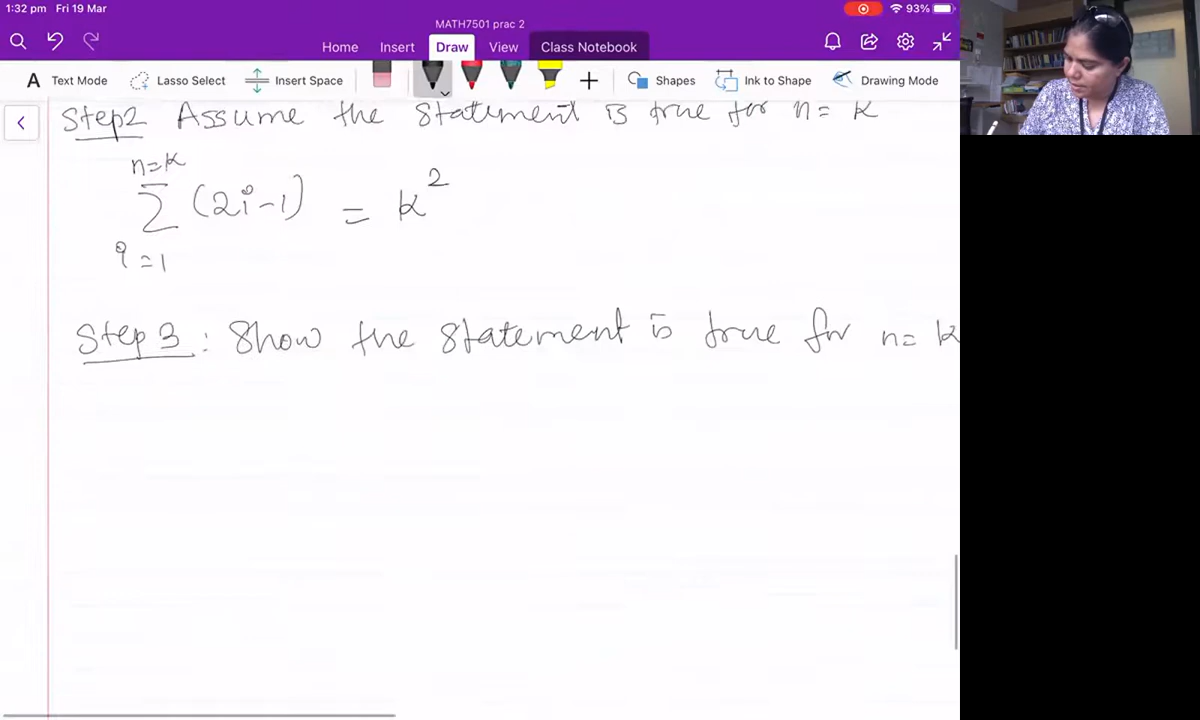 1:32 pm Fri 19 Mar
93%
MATH7501 prac 2
Home Insert Draw View Class Notebook
A Text Mode Lasso Select Insert Space Shapes Ink to Shape Drawing Mode
Step2 Assume the statement is true for n = k
n=k
∑ (2i-1) = k²
i=1
Step 3 : Show the statement is true for n= k